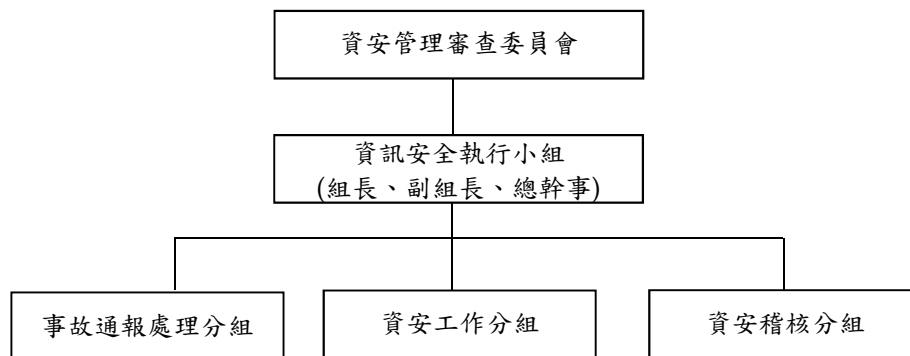 資安管理審查委員會
資訊安全執行小組
(組長、副組長、總幹事)
事故通報處理分組
資安工作分組
資安稽核分組